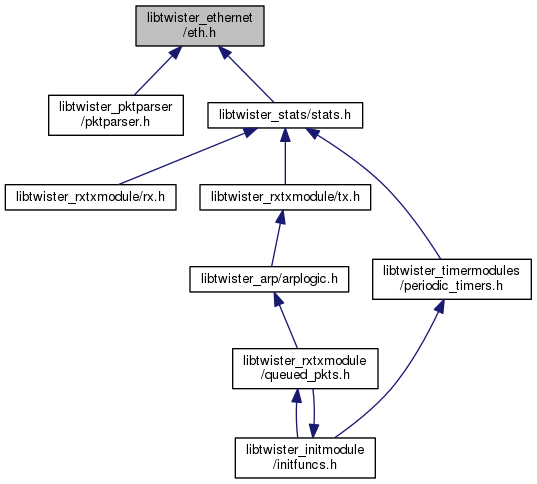 libtwister_ethernet
/eth.h
libtwister_pktparser
/pktparser.h
libtwister_stats/stats.h
libtwister_rxtxmodule/rx.h
libtwister_rxtxmodule/tx.h
libtwister_arp/arplogic.h
libtwister_timermodules
/periodic_timers.h
libtwister_rxtxmodule
/queued_pkts.h
libtwister_initmodule
/initfuncs.h